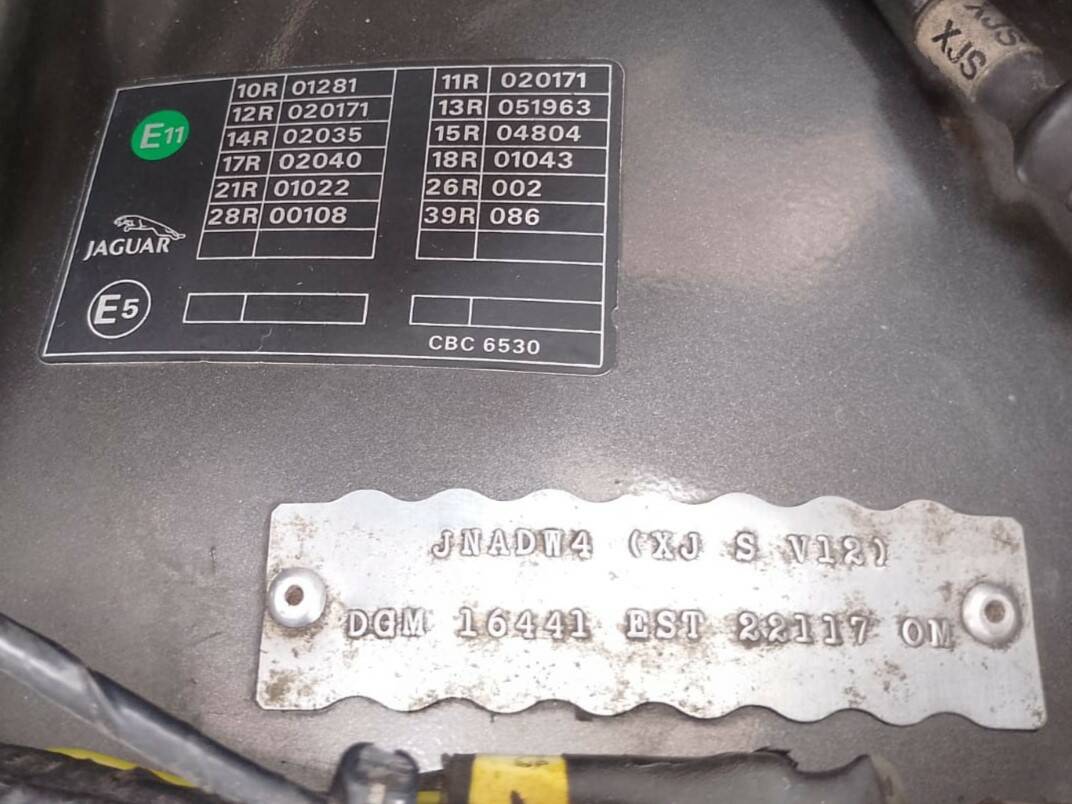 XJS
XJS
10R 01281 11R 020171
12R 020171 13R 051963
14R 02035 15R 04804
17R 02040 18R 01043
21R 01022 26R 002
28R 00108 39R 086
E11
JAGUAR
E5
CBC 6530
JNADW4 (XJ S V12)
DGM 16441 EST 22117 OM